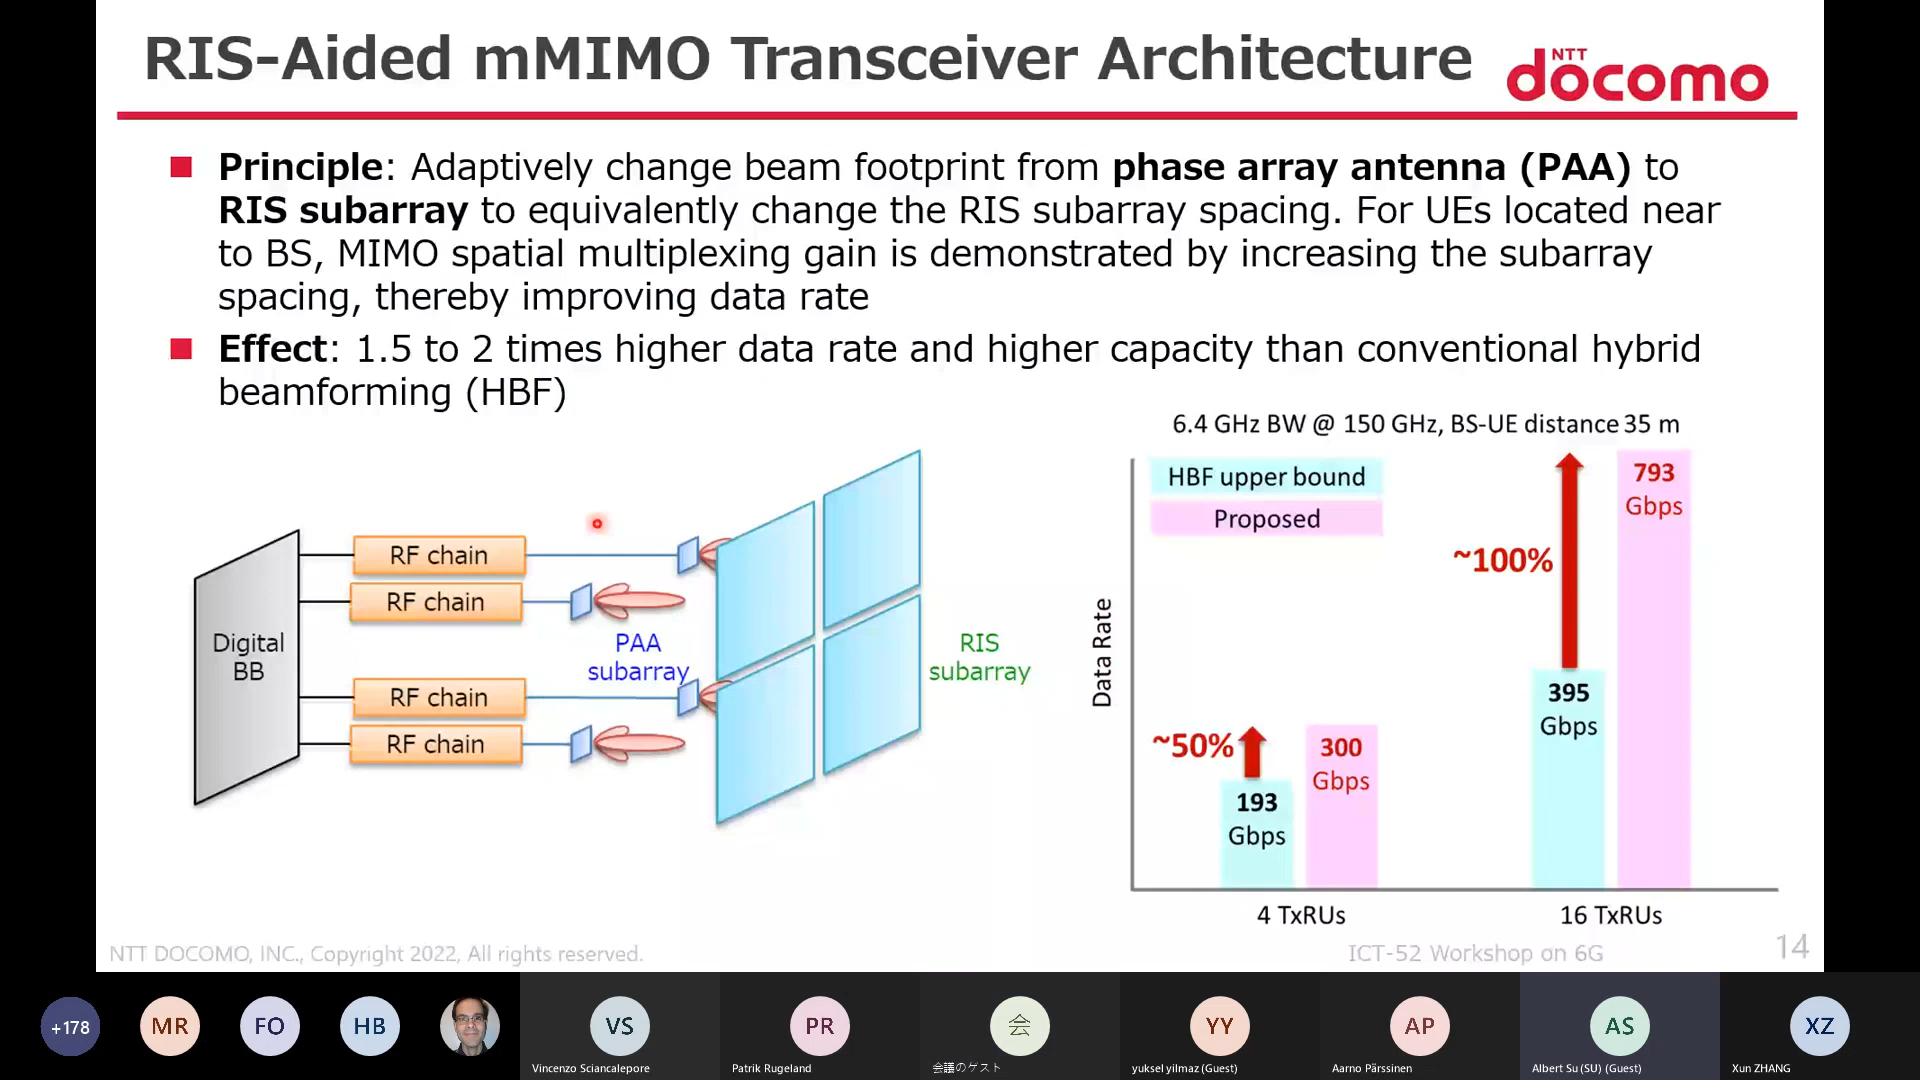 RIS-Aided mMIMO Transceiver Architecture
NTT
docomo
Principle: Adaptively change beam footprint from phase array antenna (PAA) to
RIS subarray to equivalently change the RIS subarray spacing. For UEs located near
to BS, MIMO spatial multiplexing gain is demonstrated by increasing the subarray
spacing, thereby improving data rate
Effect: 1.5 to 2 times higher data rate and higher capacity than conventional hybrid
beamforming (HBF)
Digital
BB
RF chain
RF chain
RF chain
RF chain
PAA
subarray
RIS
subarray
6.4 GHz BW @ 150 GHz, BS-UE distance 35 m
HBF upper bound
Proposed
Data Rate
~50%
193
Gbps
300
Gbps
~100%
395
Gbps
793
Gbps
4 TxRUs
16 TxRUs
NTT DOCOMO, INC., Copyright 2022, All rights reserved.
ICT-52 Workshop on 6G
14
+178
MR
FO
HB
VS
Vincenzo Sciancalepore
PR
Patrik Rugeland
会
会議のゲスト
YY
yuksel yilmaz (Guest)
AP
Aarno Pärssinen
AS
Albert Su (SU) (Guest)
XZ
Xun ZHANG